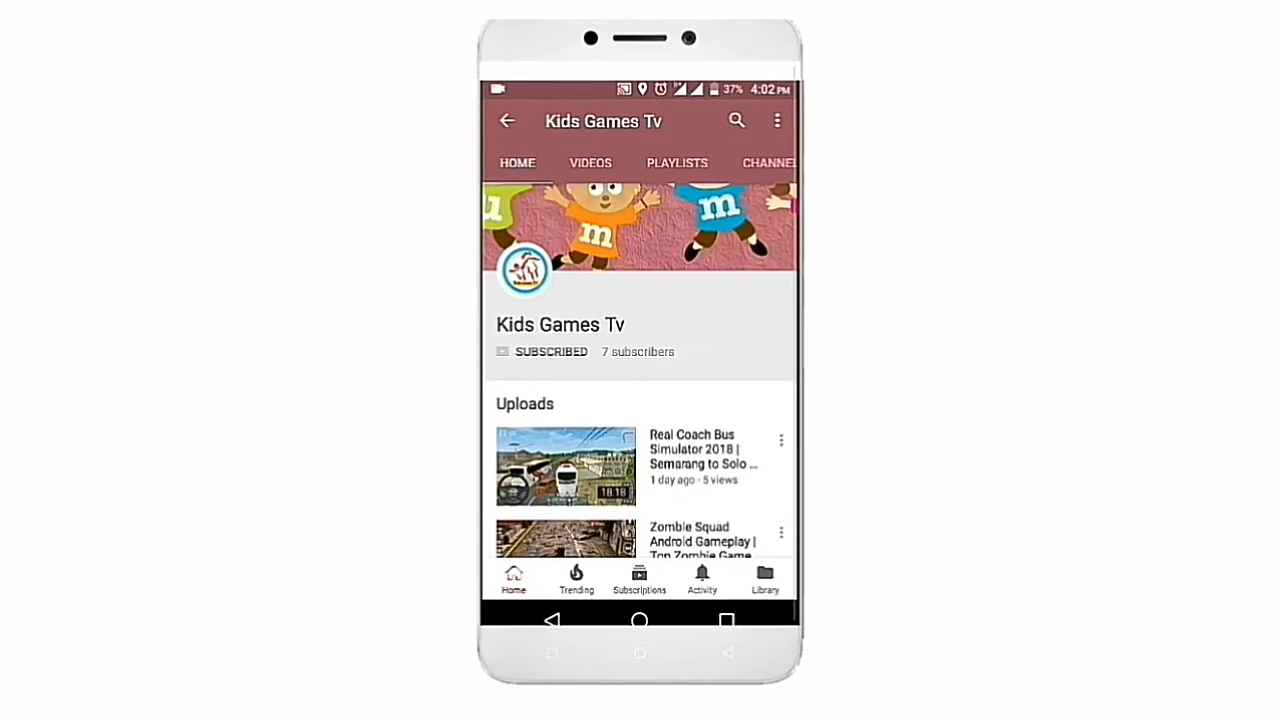 37% 4:02 PM
Kids Games Tv
HOME VIDEOS PLAYLISTS CHANNEL
u m m
Kids Games Tv
SUBSCRIBED 7 subscribers
Uploads
Real Coach Bus
Simulator 2018 |
Semarang to Solo ...
1 day ago · 5 views
18:18
Zombie Squad
Android Gameplay |
Top Zombie Game
Home Trending Subscriptions Activity Library